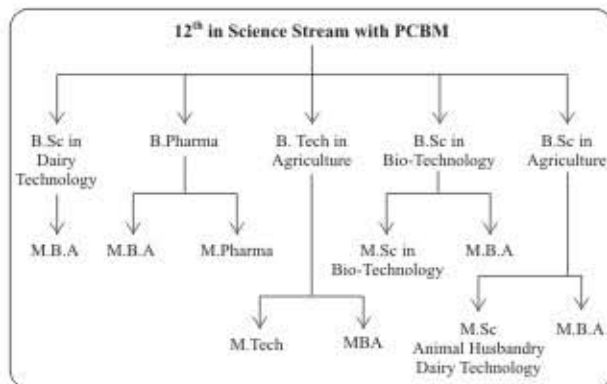 12th in Science Stream with PCBM
B.Sc in
Dairy
Technology
B.Pharma
B. Tech in
Agriculture
B.Sc in
Bio-Technology
B.Sc in
Agriculture
M.B.A
M.B.A
M.Pharma
M.Sc in
Bio-Technology
M.B.A
M.Tech
MBA
M.Sc
Animal Husbandry
Dairy Technology
M.B.A